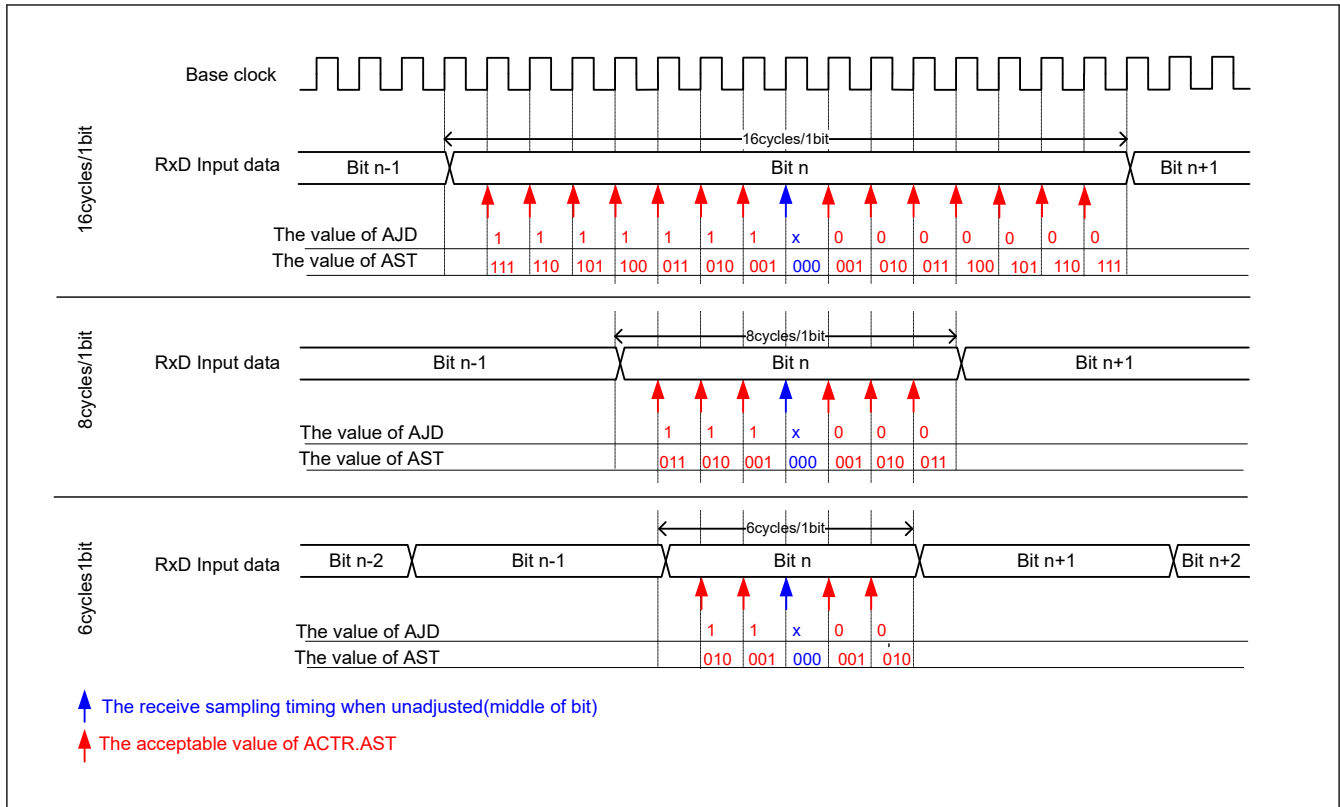 Base clock
16cycles/1bit
16cycles/1bit
RxD Input data
Bit n-1 Bit n Bit n+1
The value of AJD 1 1 1 1 1 1 1 x 0 0 0 0 0 0 0
The value of AST 111 110 101 100 011 010 001 000 001 010 011 100 101 110 111
8cycles/1bit
8cycles/1bit
RxD Input data
Bit n-1 Bit n Bit n+1
The value of AJD 1 1 1 x 0 0 0
The value of AST 011 010 001 000 001 010 011
6cycles1bit
6cycles/1bit
RxD Input data
Bit n-2 Bit n-1 Bit n Bit n+1 Bit n+2
The value of AJD 1 1 x 0 0
The value of AST 010 001 000 001 010
The receive sampling timing when unadjusted(middle of bit)
The acceptable value of ACTR.AST